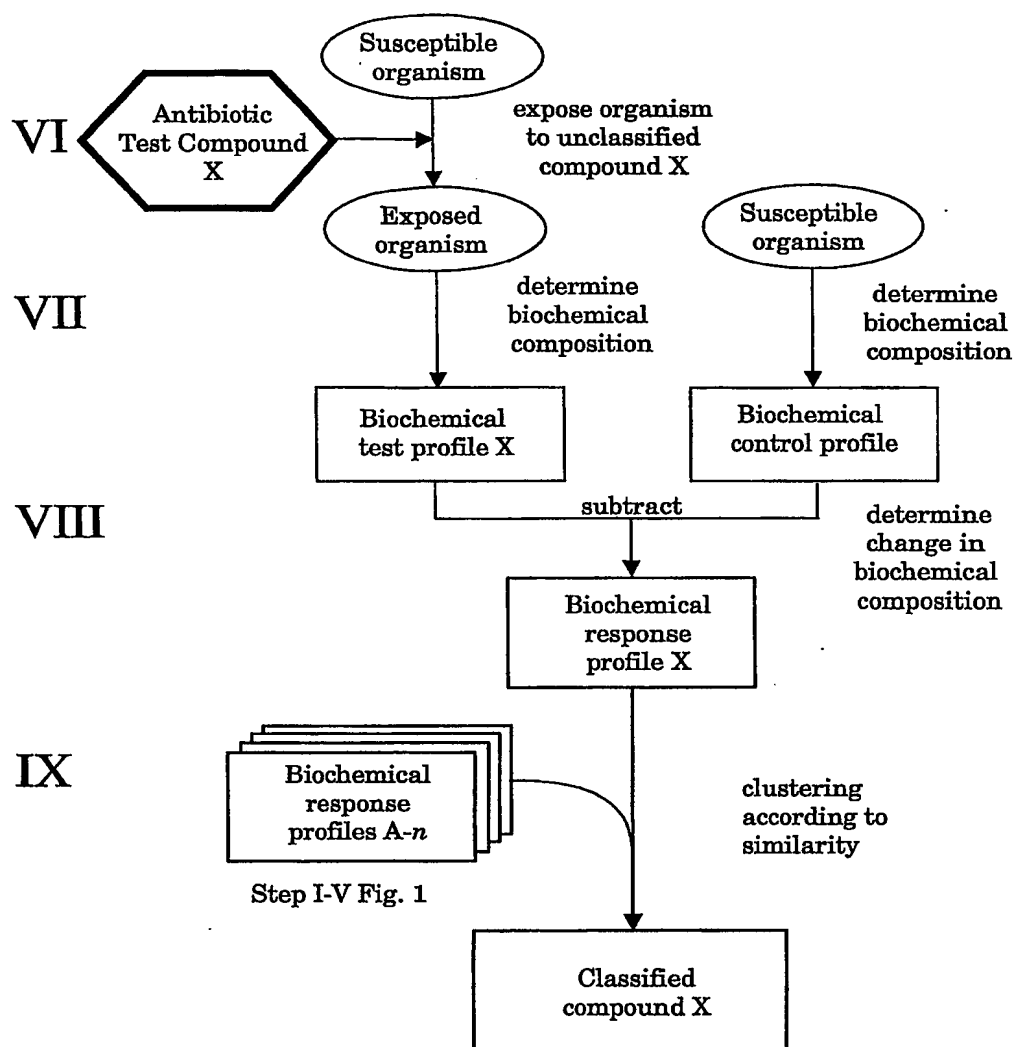 Susceptible
organism
VI
Antibiotic
Test Compound
X
expose organism
to unclassified
compound X
Exposed
organism
Susceptible
organism
VII
determine
biochemical
composition
determine
biochemical
composition
Biochemical
test profile X
Biochemical
control profile
VIII
subtract
determine
change in
biochemical
composition
Biochemical
response
profile X
IX
Biochemical
response
profiles A-n
clustering
according to
similarity
Step I-V Fig. 1
Classified
compound X